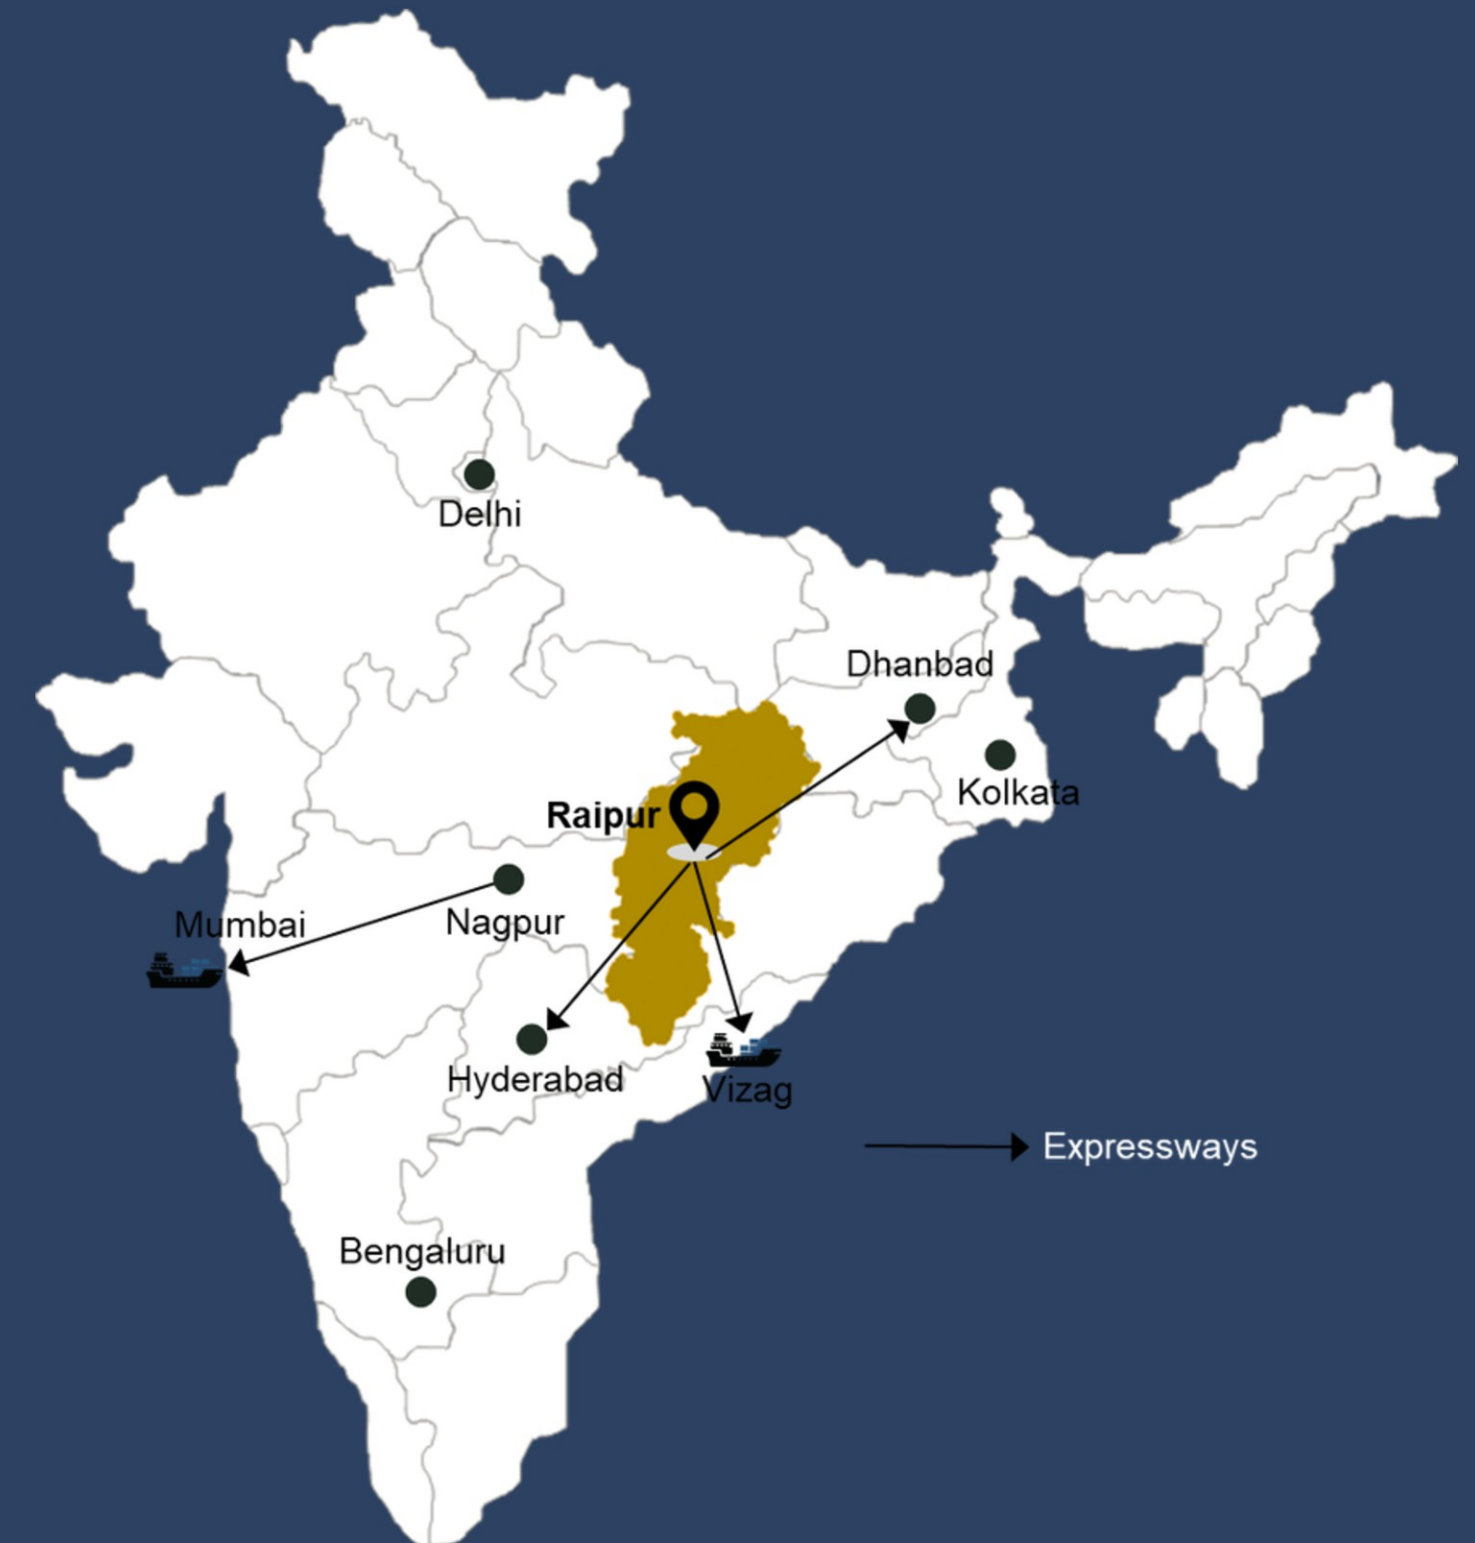 Delhi
Dhanbad
Kolkata
Raipur
Mumbai
Nagpur
Hyderabad
Vizag
Expressways
Bengaluru